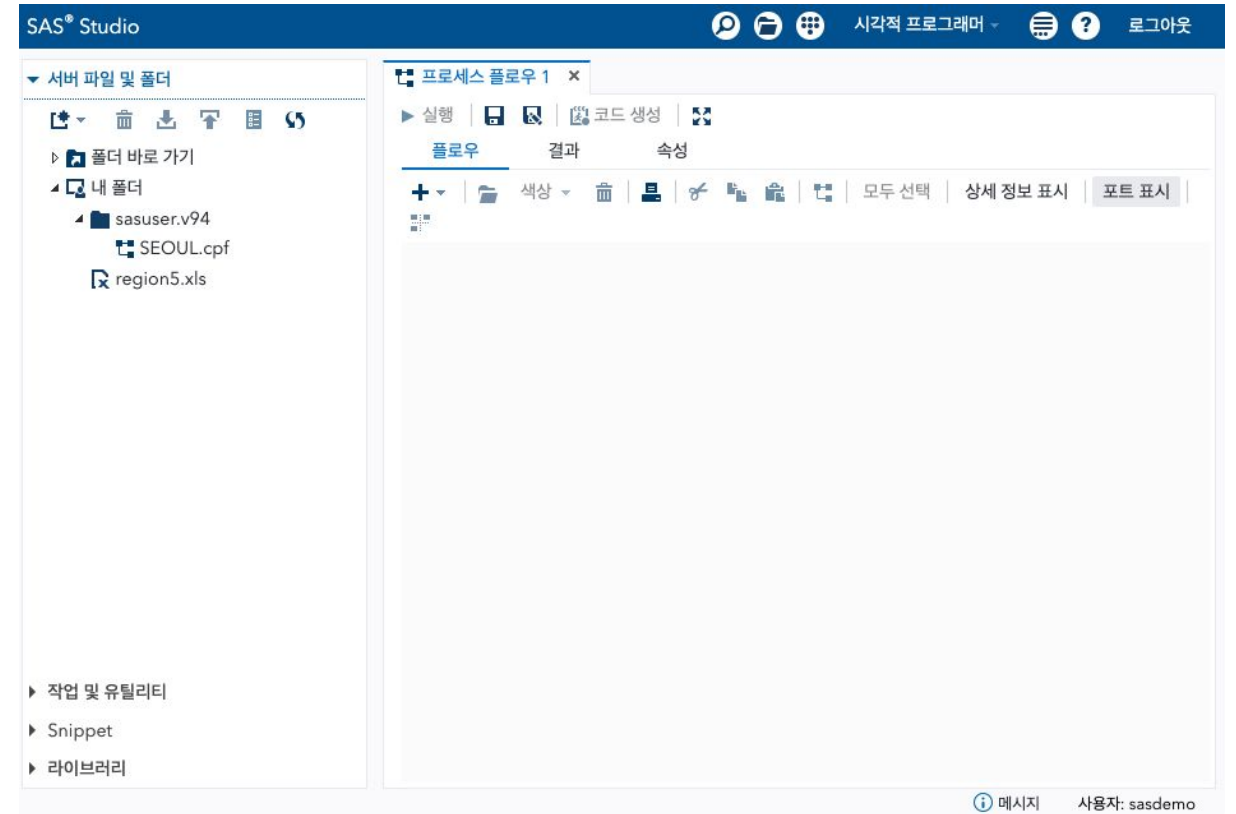 SAS® Studio
시각적 프로그래머
로그아웃
서버 파일 및 폴더
폴더 바로 가기
내 폴더
sasuser.v94
SEOUL.cpf
region5.xls
작업 및 유틸리티
Snippet
라이브러리
프로세스 플로우 1
실행
코드 생성
플로우 결과 속성
색상 모두 선택 상세 정보 표시 포트 표시
메시지 사용자: sasdemo